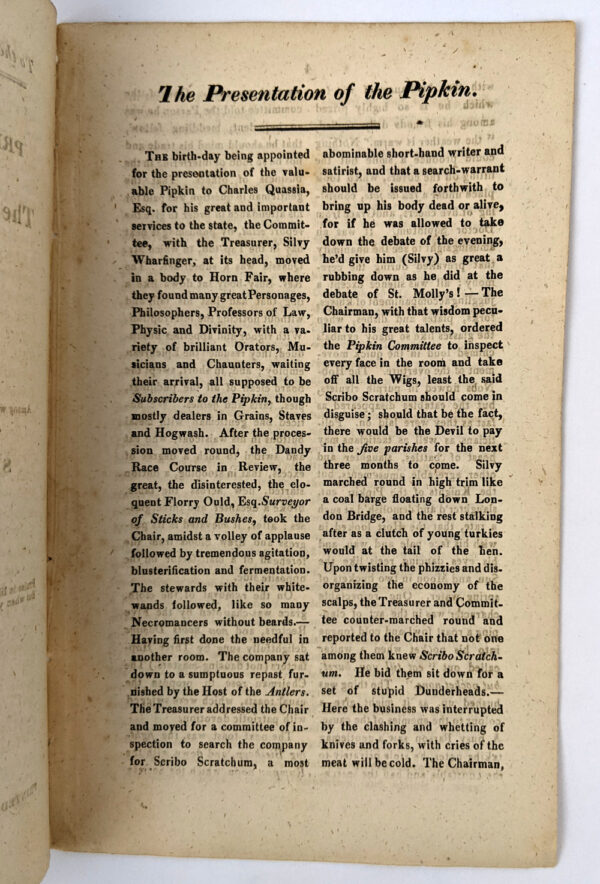 The Presentation of the Pipkin.
THE birth-day being appointed
for the presentation of the valu-
able Pipkin to Charles Quassia,
Esq. for his great and important
services to the state, the Commit-
tee, with the Treasurer, Silvy
Wharfinger, at its head, moved
in a body to Horn Fair, where
they found many great Personages,
Philosophers, Professors of Law,
Physic and Divinity, with a va-
riety of brilliant Orators, Mu-
sicians and Chaunters, waiting
their arrival, all supposed to be
Subscribers to the Pipkin, though
mostly dealers in Grains, Staves
and Hogwash. After the proces-
sion moved round, the Dandy
Race Course in Review, the
great, the disinterested, the elo-
quent Florry Ould, Esq. Surveyor
of Sticks and Bushes, took the
Chair, amidst a volley of applause
followed by tremendous agitation,
blusterification and fermentation.
The stewards with their white-
wands followed, like so many
Necromancers without beards.—
Having first done the needful in
another room. The company sat
down to a sumptuous repast fur-
nished by the Host of the Antlers.
The Treasurer addressed the Chair
and moved for a committee of in-
spection to search the company
for Scribo Scratchum, a most
abominable short-hand writer and
satirist, and that a search-warrant
should be issued forthwith to
bring up his body dead or alive,
for if he was allowed to take
down the debate of the evening,
he'd give him (Silvy) as great a
rubbing down as he did at the
debate of St. Molly's! — The
Chairman, with that wisdom pecu-
liar to his great talents, ordered
the Pipkin Committee to inspect
every face in the room and take
off all the Wigs, least the said
Scribo Scratchum should come in
disguise; should that be the fact,
there would be the Devil to pay
in the five parishes for the next
three months to come. Silvy
marched round in high trim like
a coal barge floating down Lon-
don Bridge, and the rest stalking
after as a clutch of young turkies
would at the tail of the hen.
Upon twisting the phizzies and dis-
organizing the economy of the
scalps, the Treasurer and Commit-
tee counter-marched round and
reported to the Chair that not one
among them knew Scribo Scratch-
um. He bid them sit down for a
set of stupid Dunderheads.—
Here the business was interrupted
by the clashing and whetting of
knives and forks, with cries of the
meat will be cold. The Chairman,